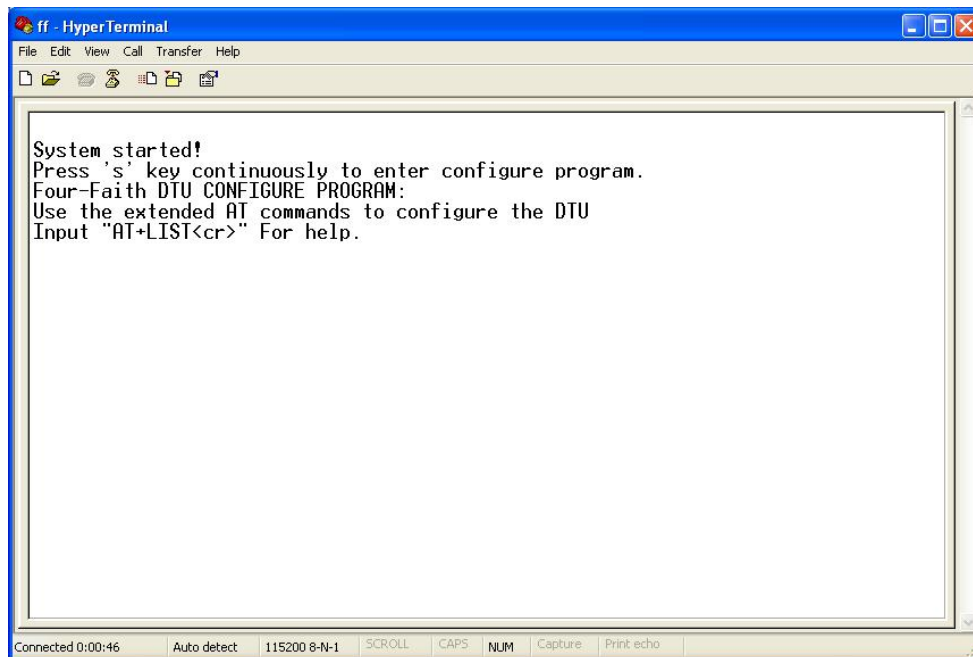 ff - HyperTerminal
File Edit View Call Transfer Help
System started!
Press 's' key continuously to enter configure program.
Four-Faith DTU CONFIGURE PROGRAM:
Use the extended AT commands to configure the DTU
Input "AT+LIST<cr>" For help.
Connected 0:00:46 Auto detect 115200 8-N-1 SCROLL CAPS NUM Capture Print echo